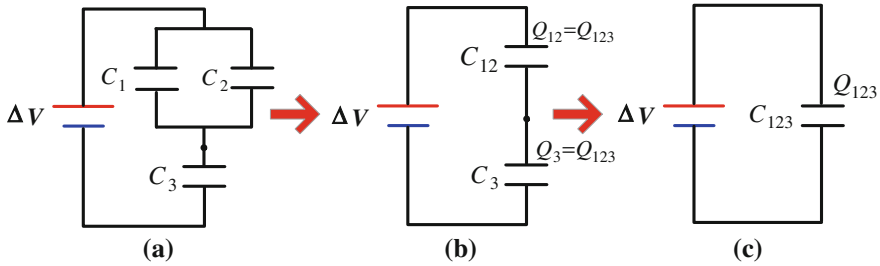 C₁
C₂
ΔV
C₃
(a)
Q₁₂=Q₁₂₃
C₁₂
ΔV
Q₃=Q₁₂₃
C₃
(b)
Q₁₂₃
ΔV
C₁₂₃
(c)